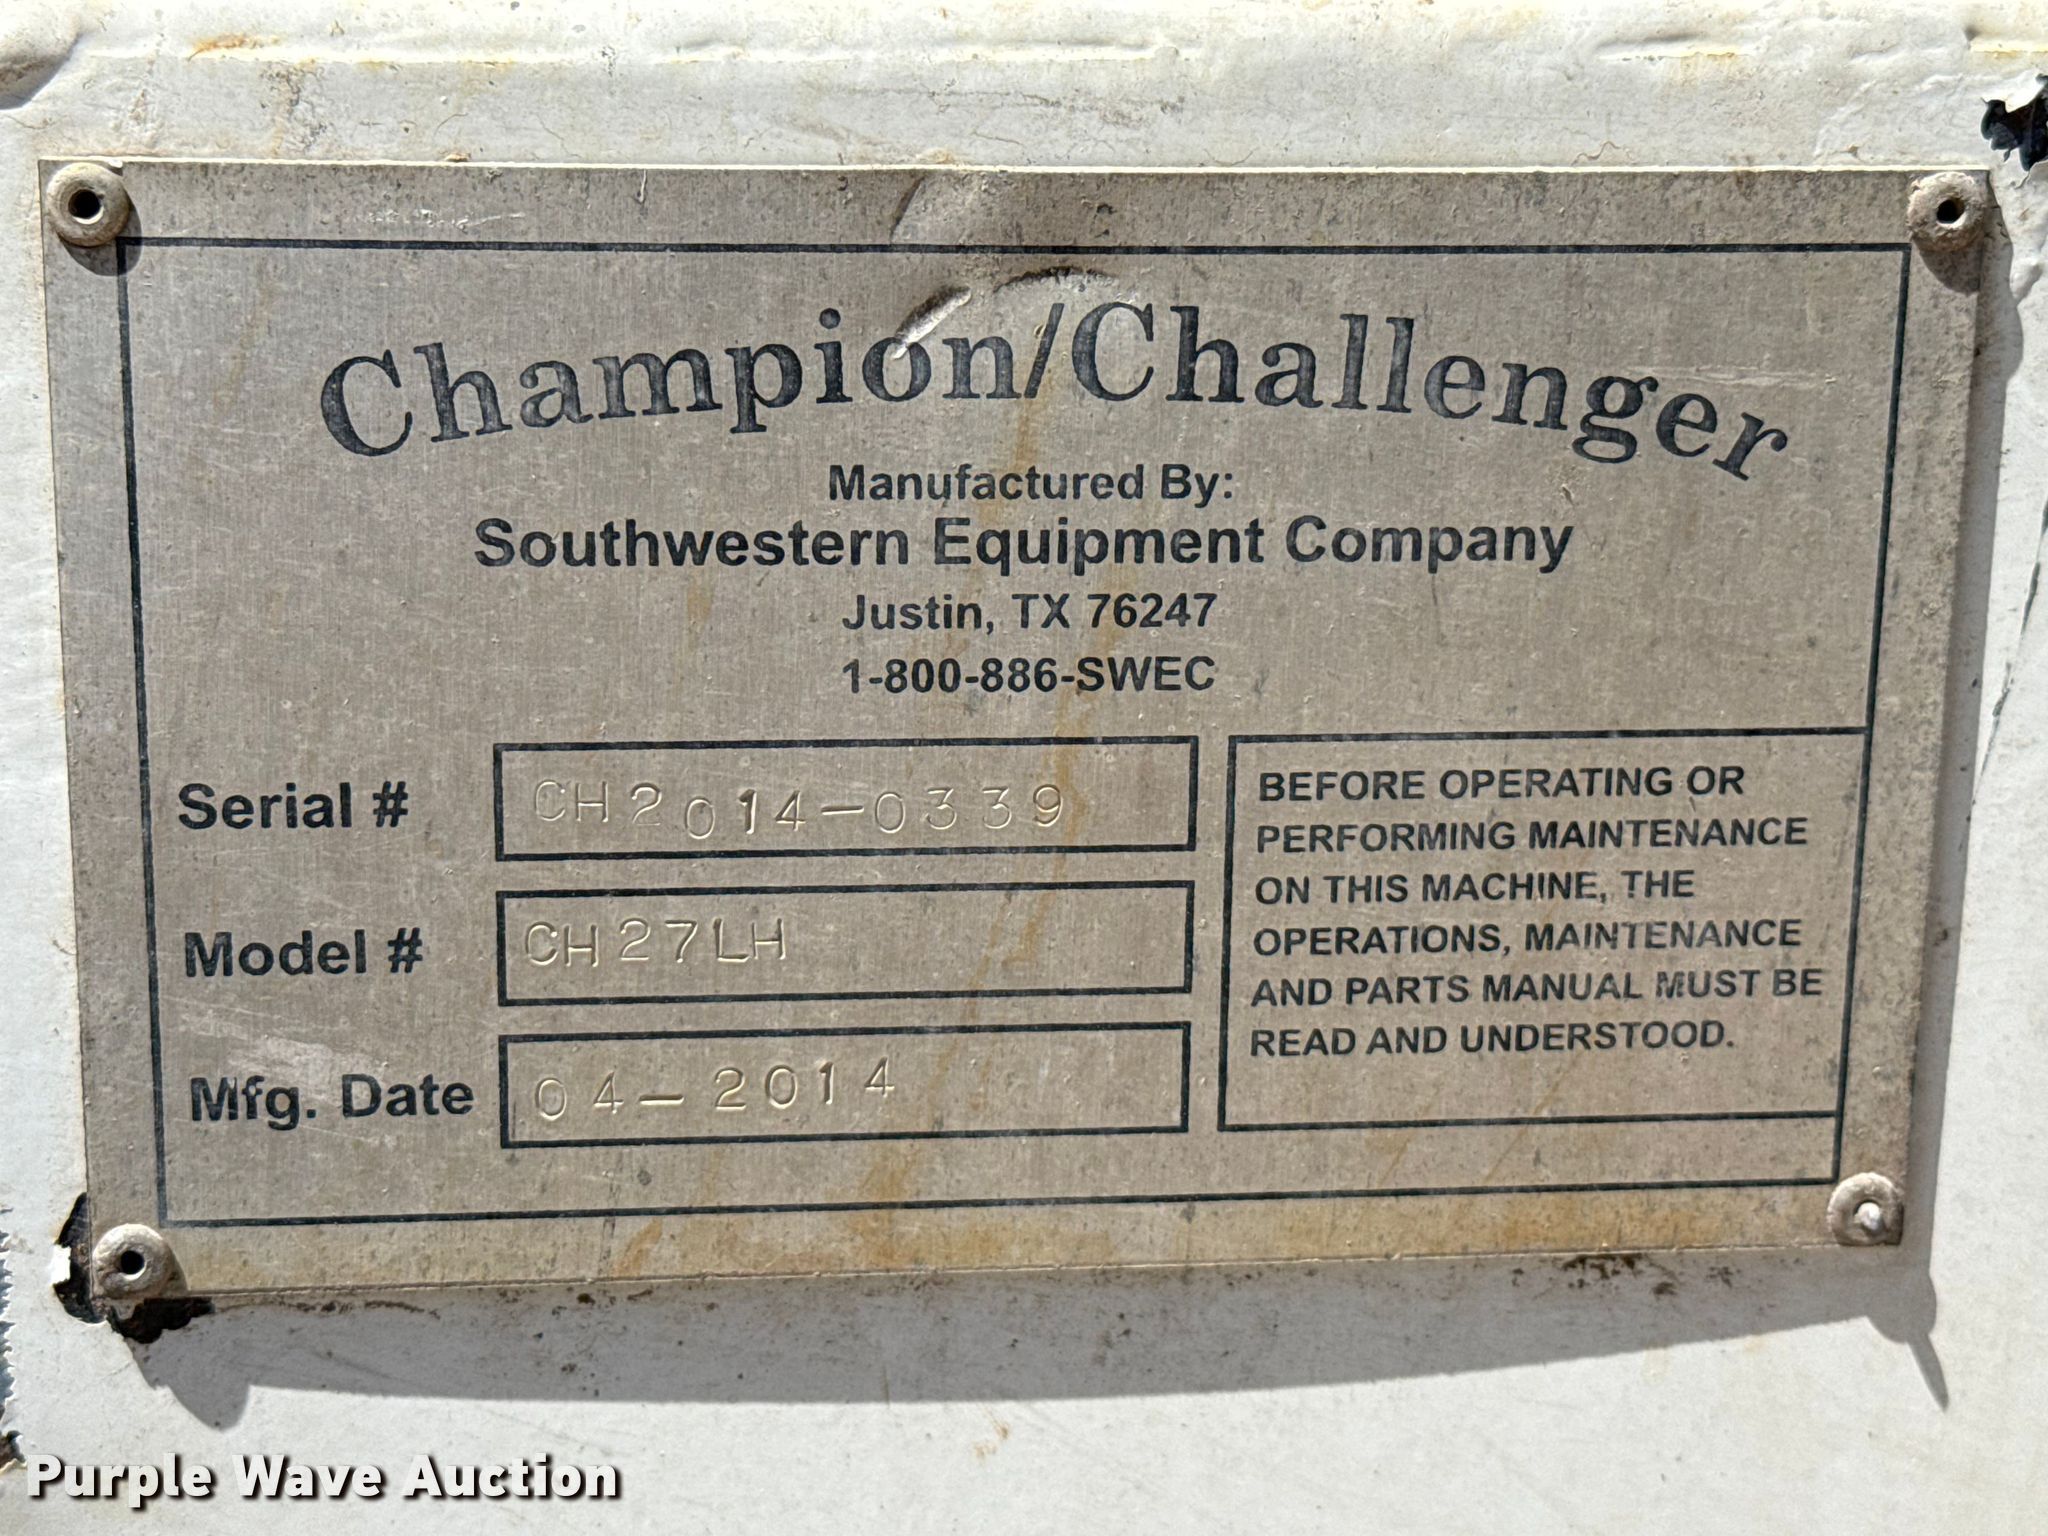 Champion/Challenger
Manufactured By:
Southwestern Equipment Company
Justin, TX 76247
1-800-886-SWEC
Serial # CH2014-0339
Model # CH27LH
Mfg. Date 04-2014
BEFORE OPERATING OR
PERFORMING MAINTENANCE
ON THIS MACHINE, THE
OPERATIONS, MAINTENANCE
AND PARTS MANUAL MUST BE
READ AND UNDERSTOOD.
Purple Wave Auction